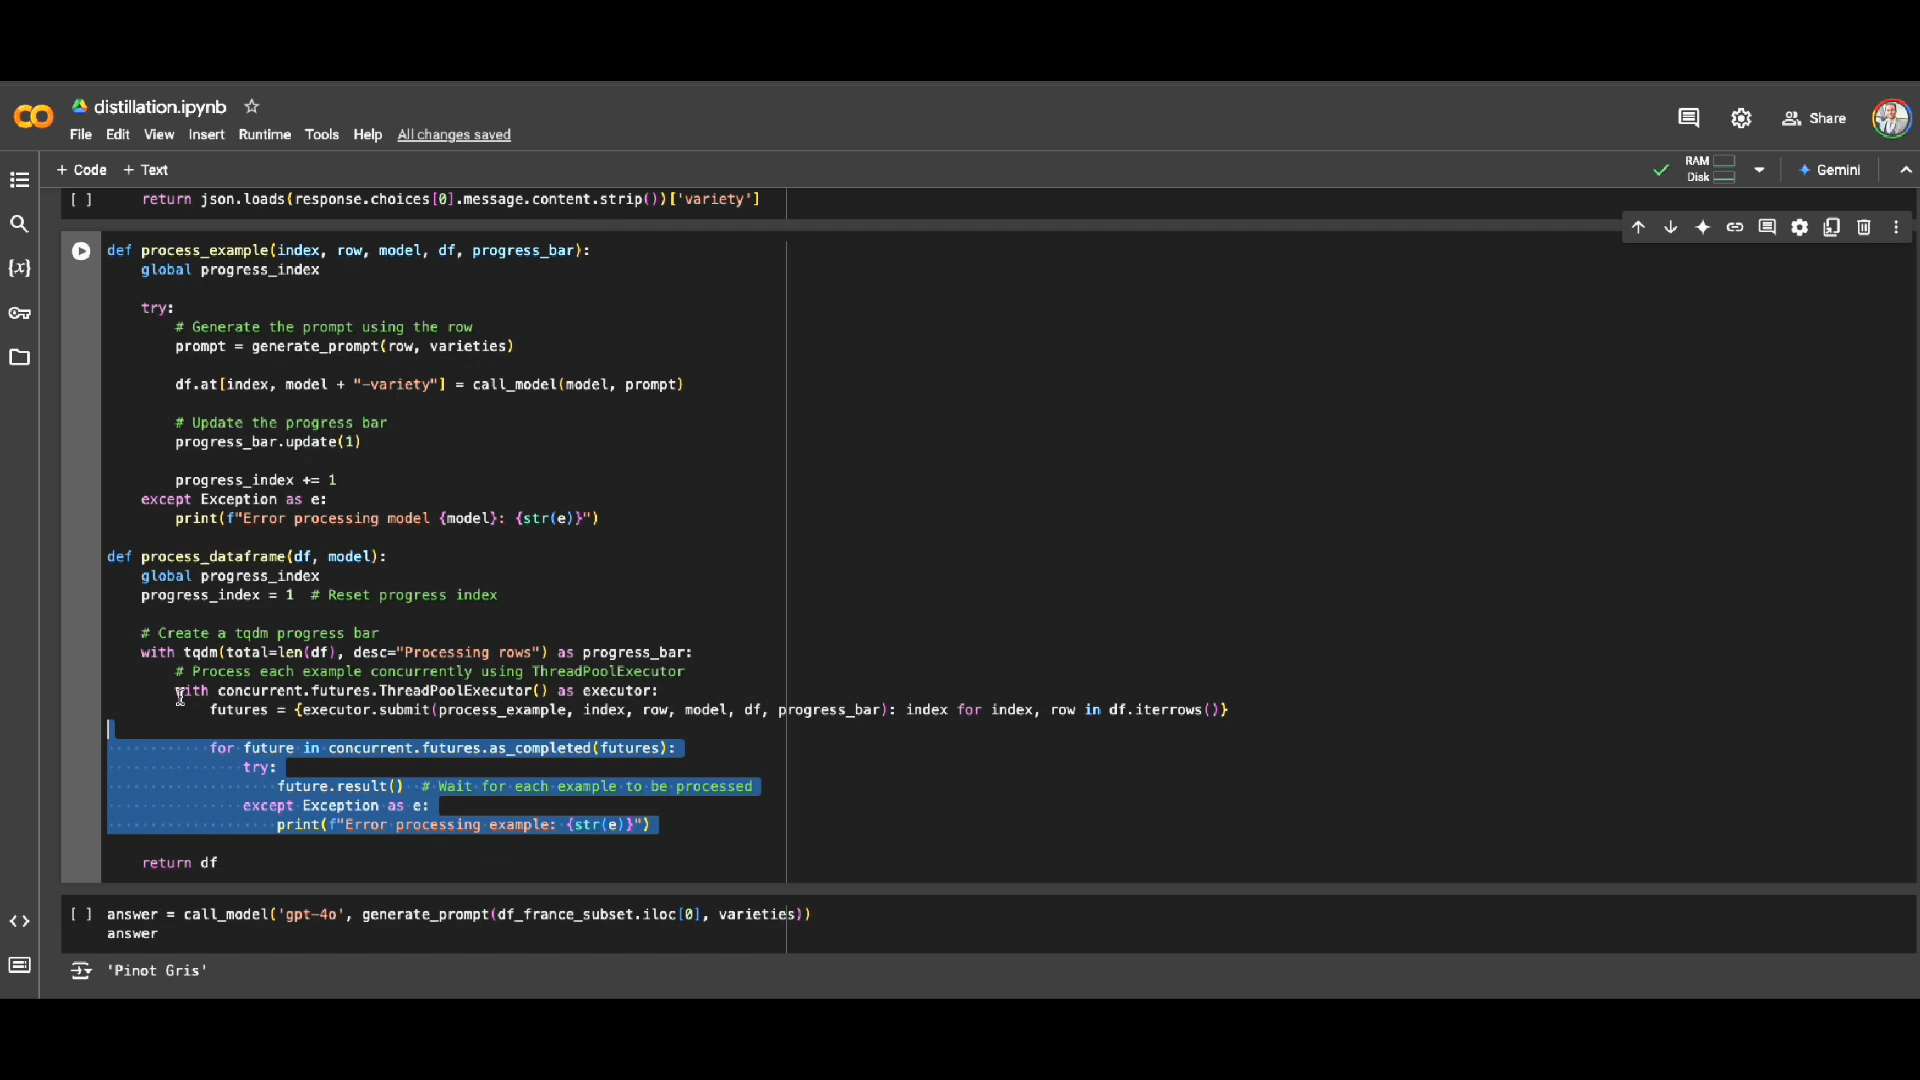 distillation.ipynb
File Edit View Insert Runtime Tools Help All changes saved
Share
+ Code + Text
RAM
Disk
Gemini
[ ] return json.loads(response.choices[0].message.content.strip())['variety']
def process_example(index, row, model, df, progress_bar):
    global progress_index
    try:
        # Generate the prompt using the row
        prompt = generate_prompt(row, varieties)
        df.at[index, model + "-variety"] = call_model(model, prompt)
        # Update the progress bar
        progress_bar.update(1)
        progress_index += 1
    except Exception as e:
        print(f"Error processing model {model}: {str(e)}")
def process_dataframe(df, model):
    global progress_index
    progress_index = 1  # Reset progress index
    # Create a tqdm progress bar
    with tqdm(total=len(df), desc="Processing rows") as progress_bar:
        # Process each example concurrently using ThreadPoolExecutor
        with concurrent.futures.ThreadPoolExecutor() as executor:
            futures = {executor.submit(process_example, index, row, model, df, progress_bar): index for index, row in df.iterrows()}
            for future in concurrent.futures.as_completed(futures):
                try:
                    future.result()  # Wait for each example to be processed
                except Exception as e:
                    print(f"Error processing example: {str(e)}")
    return df
[ ] answer = call_model('gpt-4o', generate_prompt(df_france_subset.iloc[0], varieties))
answer
'Pinot Gris'